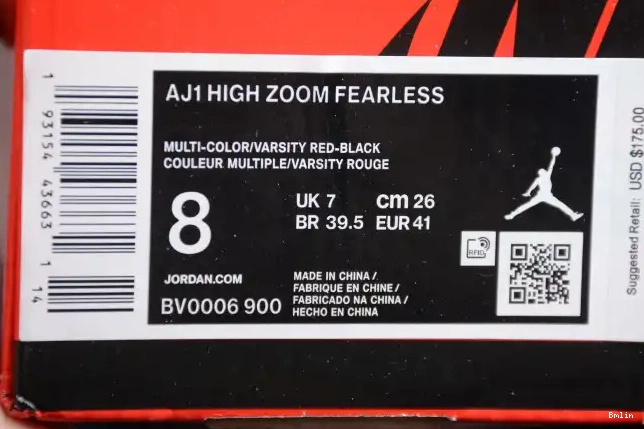 AJ1 HIGH ZOOM FEARLESS
MULTI-COLOR/VARSITY RED-BLACK
COULEUR MULTIPLE/VARSITY ROUGE
8
UK 7 cm 26
BR 39.5 EUR 41
RFID
JORDAN.COM
BV0006 900
MADE IN CHINA /
FABRIQUE EN CHINE /
FABRICADO NA CHINA /
HECHO EN CHINA
1 93154 43663 1 14
Suggested Retail: USD $175.00
Bmlin